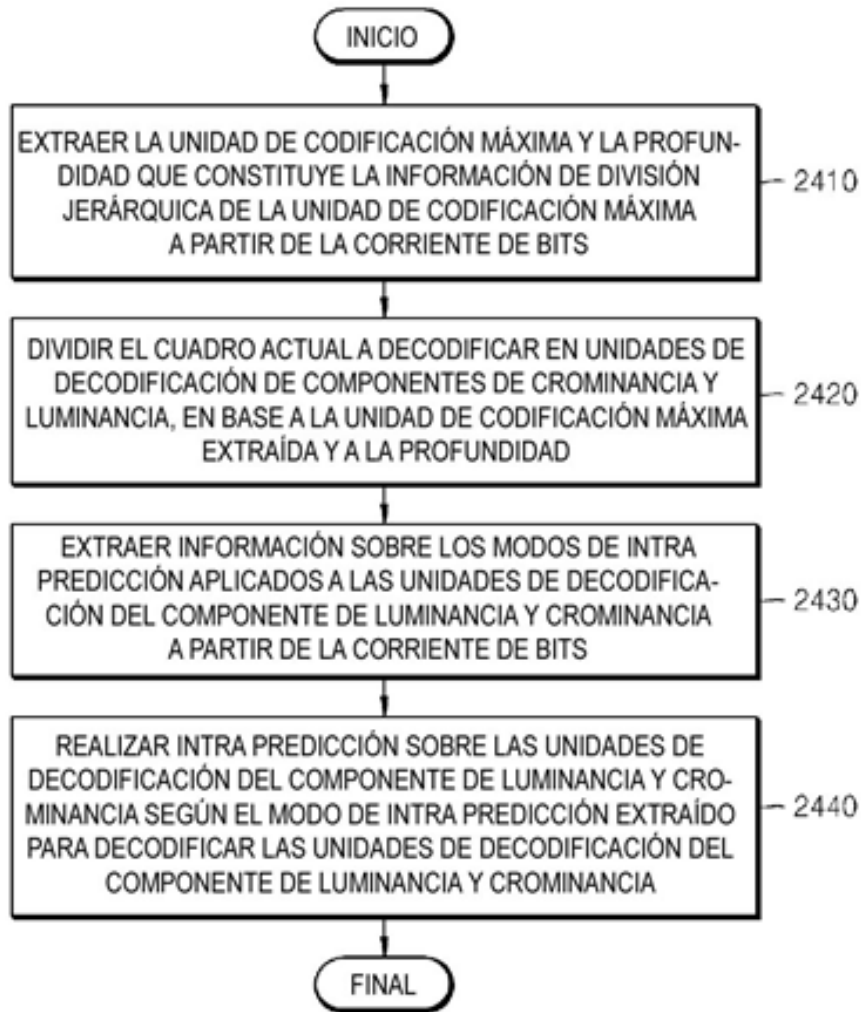 INICIO
EXTRAER LA UNIDAD DE CODIFICACIÓN MÁXIMA Y LA PROFUN-
DIDAD QUE CONSTITUYE LA INFORMACIÓN DE DIVISIÓN
JERÁRQUICA DE LA UNIDAD DE CODIFICACIÓN MÁXIMA
A PARTIR DE LA CORRIENTE DE BITS
2410
DIVIDIR EL CUADRO ACTUAL A DECODIFICAR EN UNIDADES DE
DECODIFICACIÓN DE COMPONENTES DE CROMINANCIA Y
LUMINANCIA, EN BASE A LA UNIDAD DE CODIFICACIÓN MÁXIMA
EXTRAÍDA Y A LA PROFUNDIDAD
2420
EXTRAER INFORMACIÓN SOBRE LOS MODOS DE INTRA
PREDICCIÓN APLICADOS A LAS UNIDADES DE DECODIFICA-
CIÓN DEL COMPONENTE DE LUMINANCIA Y CROMINANCIA
A PARTIR DE LA CORRIENTE DE BITS
2430
REALIZAR INTRA PREDICCIÓN SOBRE LAS UNIDADES DE
DECODIFICACIÓN DEL COMPONENTE DE LUMINANCIA Y CRO-
MINANCIA SEGÚN EL MODO DE INTRA PREDICCIÓN EXTRAÍDO
PARA DECODIFICAR LAS UNIDADES DE DECODIFICACIÓN DEL
COMPONENTE DE LUMINANCIA Y CROMINANCIA
2440
FINAL